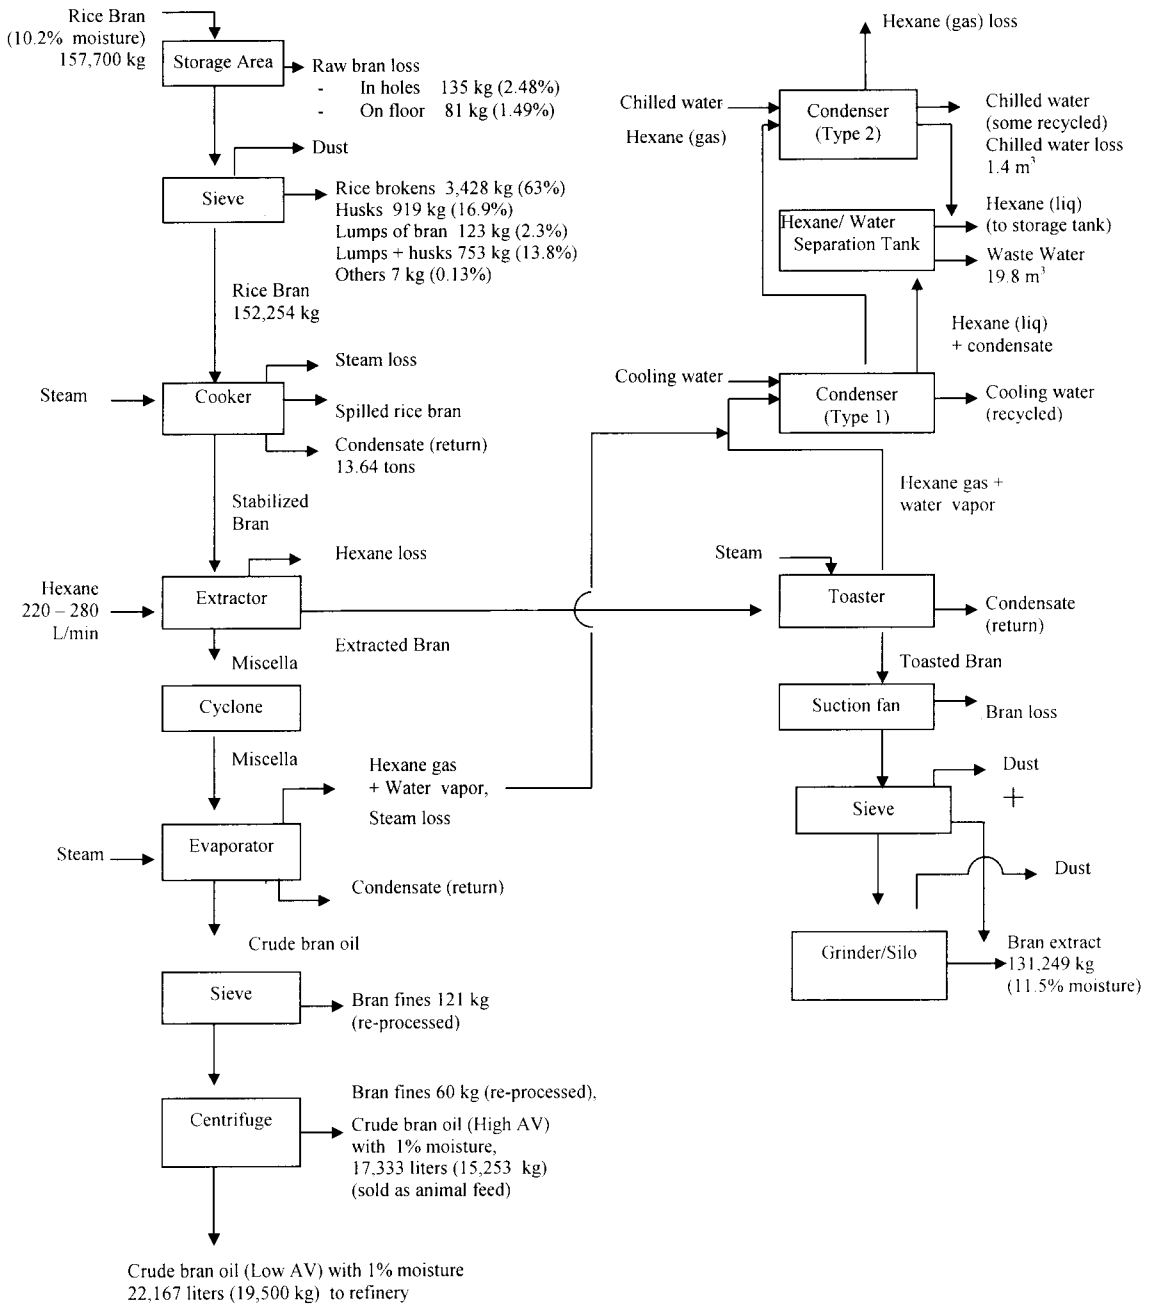 Rice Bran
(10.2% moisture)
157,700 kg
Storage Area
Raw bran loss
- In holes 135 kg (2.48%)
- On floor 81 kg (1.49%)
Dust
Sieve
Rice brokens 3,428 kg (63%)
Husks 919 kg (16.9%)
Lumps of bran 123 kg (2.3%)
Lumps + husks 753 kg (13.8%)
Others 7 kg (0.13%)
Rice Bran
152,254 kg
Steam loss
Steam
Cooker
Spilled rice bran
Condensate (return)
13.64 tons
Stabilized
Bran
Hexane loss
Hexane
220 – 280
L/min
Extractor
Extracted Bran
Miscella
Cyclone
Miscella
Hexane gas
+ Water vapor,
Steam loss
Evaporator
Steam
Condensate (return)
Crude bran oil
Sieve
Bran fines 121 kg
(re-processed)
Bran fines 60 kg (re-processed),
Centrifuge
Crude bran oil (High AV)
with 1% moisture,
17,333 liters (15,253 kg)
(sold as animal feed)
Crude bran oil (Low AV) with 1% moisture
22,167 liters (19,500 kg) to refinery
Hexane (gas) loss
Chilled water
Hexane (gas)
Condenser
(Type 2)
Chilled water
(some recycled)
Chilled water loss
1.4 m³
Hexane/ Water
Separation Tank
Hexane (liq)
(to storage tank)
Waste Water
19.8 m³
Hexane (liq)
+ condensate
Cooling water
Condenser
(Type 1)
Cooling water
(recycled)
Hexane gas +
water vapor
Steam
Toaster
Condensate
(return)
Toasted Bran
Suction fan
Bran loss
Dust
+
Sieve
Dust
Grinder/Silo
Bran extract
131,249 kg
(11.5% moisture)